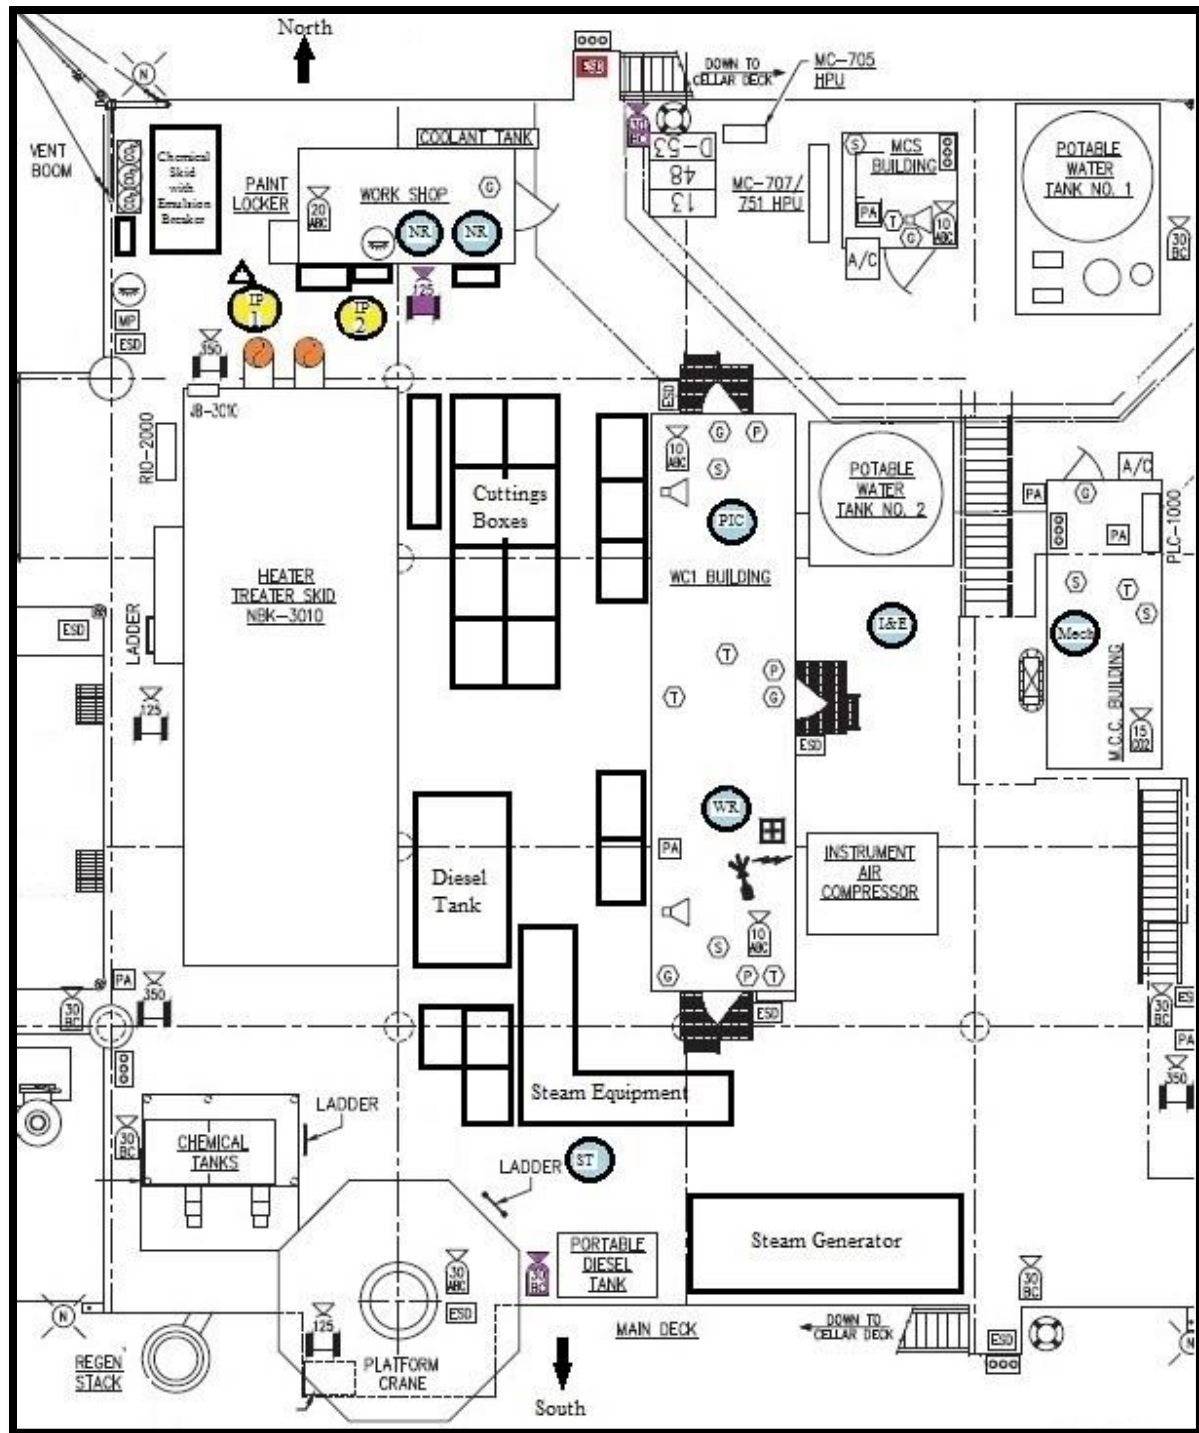 North
ESD
DOWN TO
CELLAR DECK
MC-705
HPU
N
VENT
BOOM
Chemical
Skid
with
Emulsion
Breaker
PAINT
LOCKER
COOLANT TANK
WORK SHOP
G
20
ABC
NR
NR
30
BC
D-53
48
13
MC-707/
751 HPU
S
MCS
BUILDING
PA
T
G
10
ABC
A/C
POTABLE
WATER
TANK NO. 1
30
BC
MP
ESD
IP
1
IP
2
125
350
JB-3010
RIO-2000
ESD
G
P
10
ABC
S
PIC
WC1 BUILDING
Cuttings
Boxes
POTABLE
WATER
TANK NO. 2
PA
G
A/C
PA
PLC-1000
HEATER
TREATER SKID
NBK-3010
LADDER
ESD
125
I&E
S
T
S
Mech
M.C.C. BUILDING
15
CO2
T
P
T
G
ESD
WR
PA
10
ABC
S
G
P
T
ESD
INSTRUMENT
AIR
COMPRESSOR
Diesel
Tank
PA
350
30
BC
30
BC
PA
350
Steam Equipment
LADDER
30
BC
CHEMICAL
TANKS
ST
LADDER
PORTABLE
DIESEL
TANK
Steam Generator
30
ABC
ESD
30
BC
30
BC
N
125
REGEN
STACK
PLATFORM
CRANE
MAIN DECK
DOWN TO
CELLAR DECK
ESD
N
South